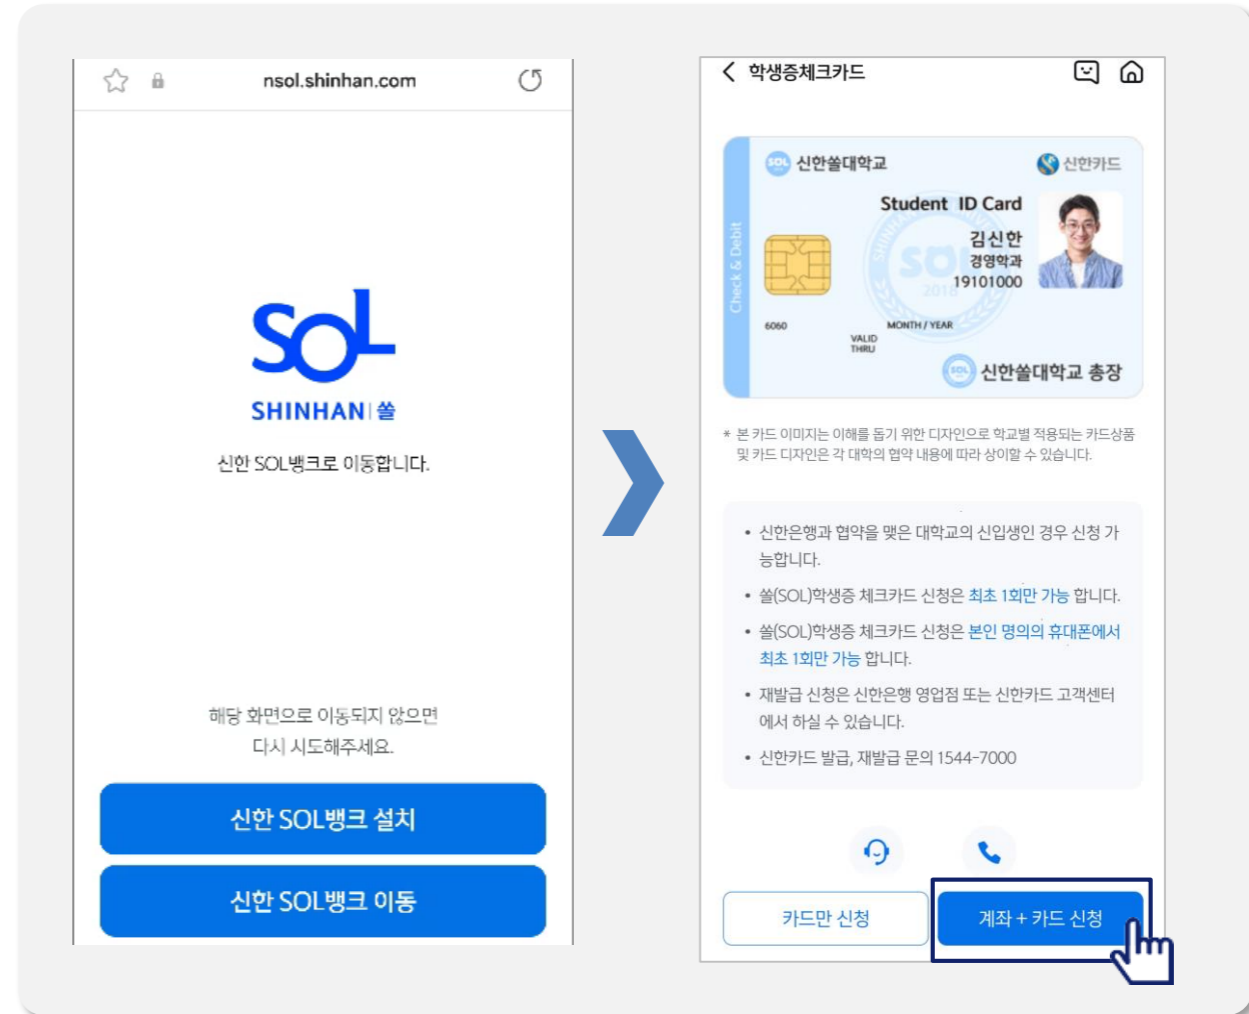 nsol.shinhan.com
SOL
SHINHAN 쏠
신한 SOL뱅크로 이동합니다.
해당 화면으로 이동되지 않으면
다시 시도해주세요.
신한 SOL뱅크 설치
신한 SOL뱅크 이동
학생증체크카드
SOL 신한쏠대학교
신한카드
Check & Debit
Student ID Card
김신한
경영학과
19101000
SOL
2018
6060
MONTH / YEAR
VALID
THRU
SOL 신한쏠대학교 총장
* 본 카드 이미지는 이해를 돕기 위한 디자인으로 학교별 적용되는 카드상품
및 카드 디자인은 각 대학의 협약 내용에 따라 상이할 수 있습니다.
• 신한은행과 협약을 맺은 대학교의 신입생인 경우 신청 가
능합니다.
• 쏠(SOL)학생증 체크카드 신청은 최초 1회만 가능 합니다.
• 쏠(SOL)학생증 체크카드 신청은 본인 명의의 휴대폰에서
최초 1회만 가능 합니다.
• 재발급 신청은 신한은행 영업점 또는 신한카드 고객센터
에서 하실 수 있습니다.
• 신한카드 발급, 재발급 문의 1544-7000
카드만 신청
계좌 + 카드 신청